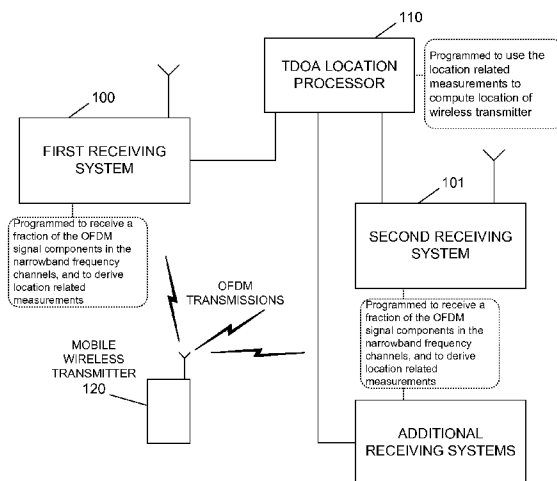 110
TDOA LOCATION
PROCESSOR
Programmed to use the
location related
measurements to
compute location of
wireless transmitter
100
FIRST RECEIVING
SYSTEM
Programmed to receive a
fraction of the OFDM
signal components in the
narrowband frequency
channels, and to derive
location related
measurements
101
SECOND RECEIVING
SYSTEM
OFDM
TRANSMISSIONS
MOBILE
WIRELESS
TRANSMITTER
120
Programmed to receive a
fraction of the OFDM
signal components in the
narrowband frequency
channels, and to derive
location related
measurements
ADDITIONAL
RECEIVING SYSTEMS